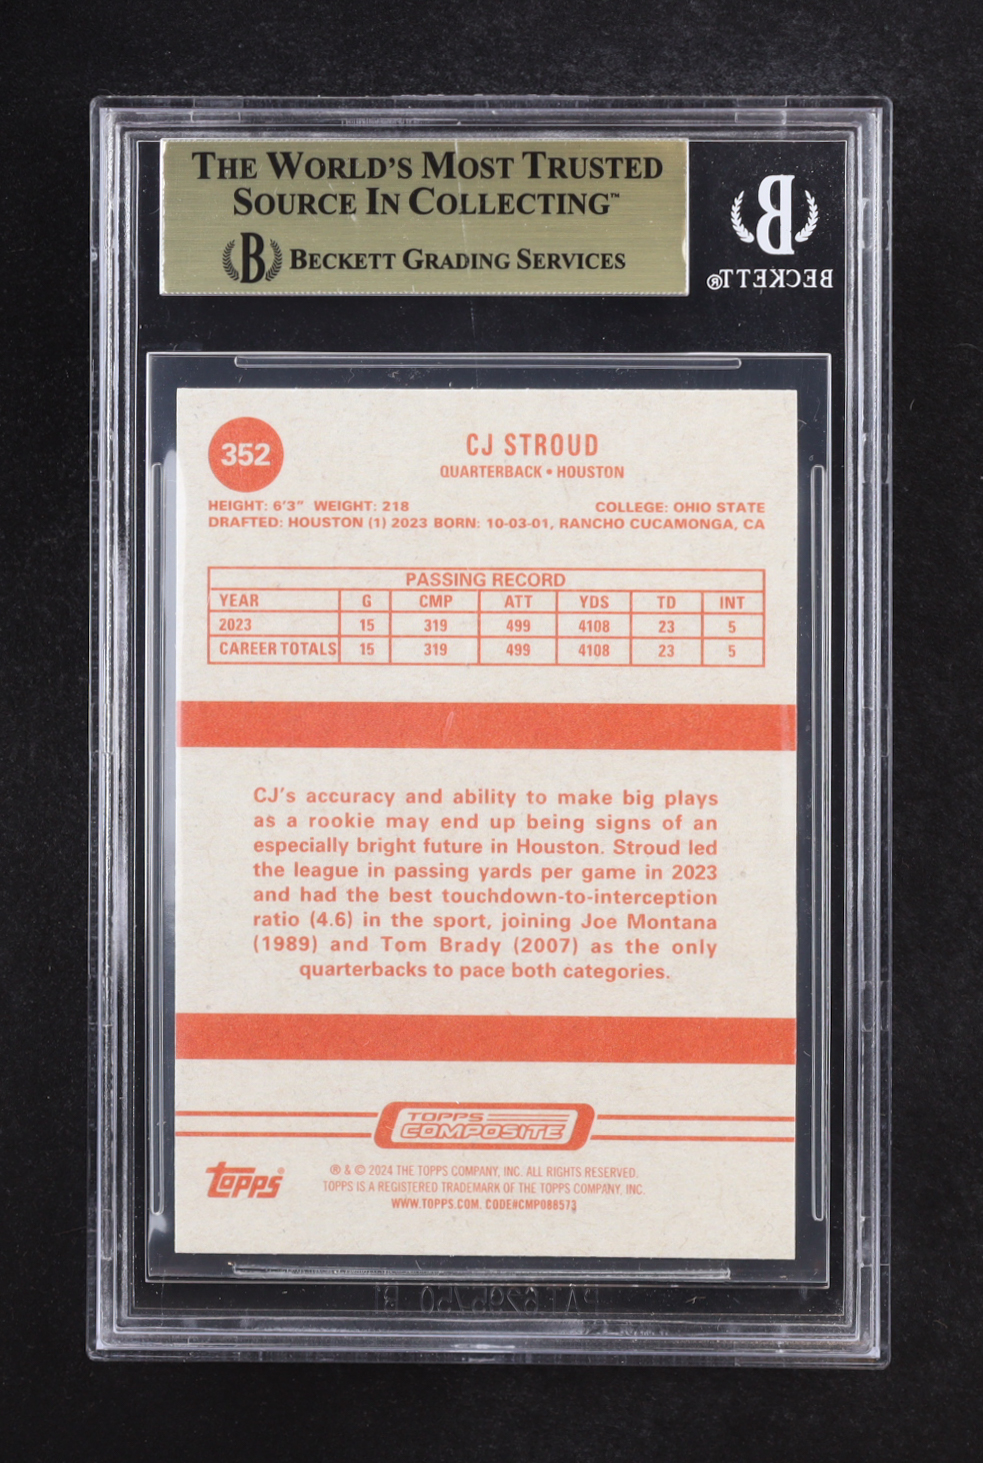 THE WORLD'S MOST TRUSTED
SOURCE IN COLLECTING™
B BECKETT GRADING SERVICES
B
BECKETT®
352
CJ STROUD
QUARTERBACK • HOUSTON
HEIGHT: 6'3" WEIGHT: 218 COLLEGE: OHIO STATE
DRAFTED: HOUSTON (1) 2023 BORN: 10-03-01, RANCHO CUCAMONGA, CA
PASSING RECORD
YEAR G CMP ATT YDS TD INT
2023 15 319 499 4108 23 5
CAREER TOTALS 15 319 499 4108 23 5
CJ's accuracy and ability to make big plays
as a rookie may end up being signs of an
especially bright future in Houston. Stroud led
the league in passing yards per game in 2023
and had the best touchdown-to-interception
ratio (4.6) in the sport, joining Joe Montana
(1989) and Tom Brady (2007) as the only
quarterbacks to pace both categories.
TOPPS
COMPOSITE
topps®
® & © 2024 THE TOPPS COMPANY, INC. ALL RIGHTS RESERVED.
TOPPS IS A REGISTERED TRADEMARK OF THE TOPPS COMPANY, INC.
WWW.TOPPS.COM. CODE#CMP088573